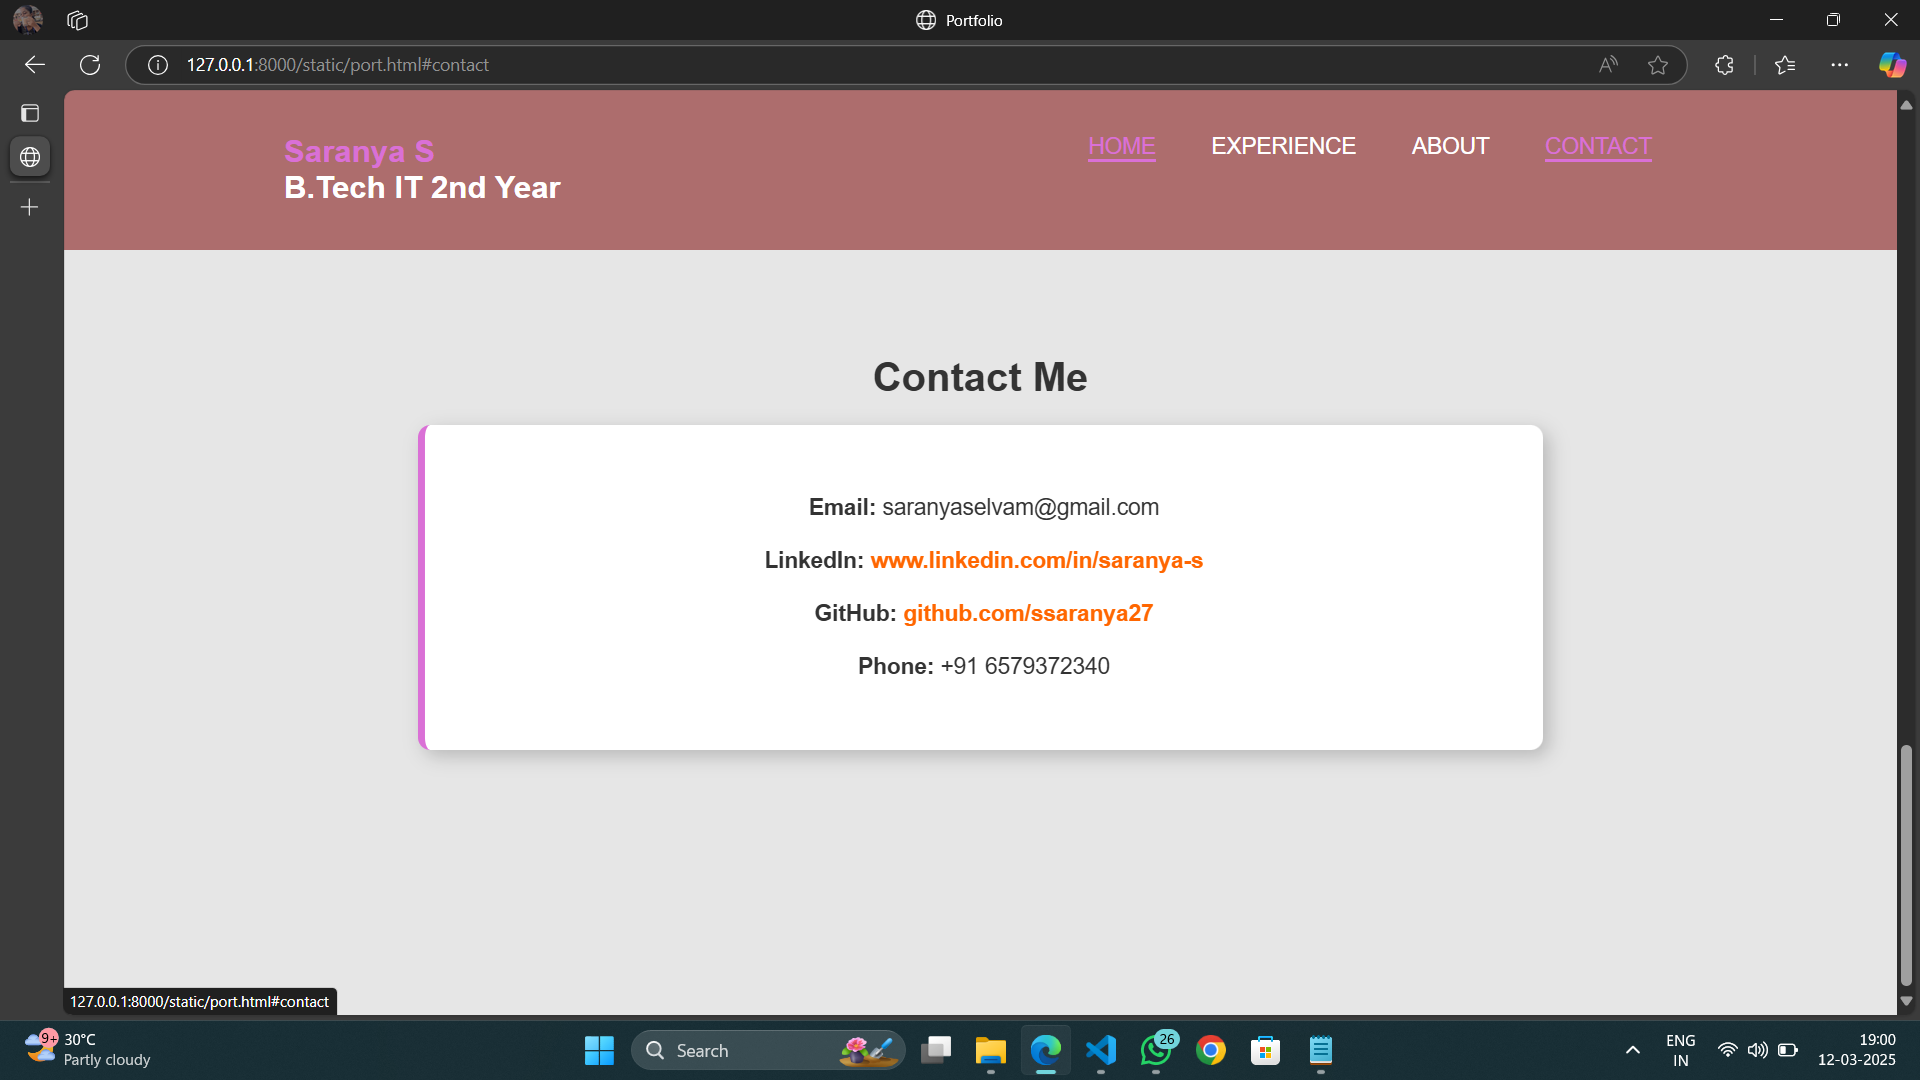 Portfolio
127.0.0.1:8000/static/port.html#contact
Saranya S
B.Tech IT 2nd Year
HOME EXPERIENCE ABOUT CONTACT
Contact Me
Email: saranyaselvam@gmail.com
LinkedIn: www.linkedin.com/in/saranya-s
GitHub: github.com/ssaranya27
Phone: +91 6579372340
127.0.0.1:8000/static/port.html#contact
9+
30°C
Partly cloudy
Search
26
ENG
IN
19:00
12-03-2025